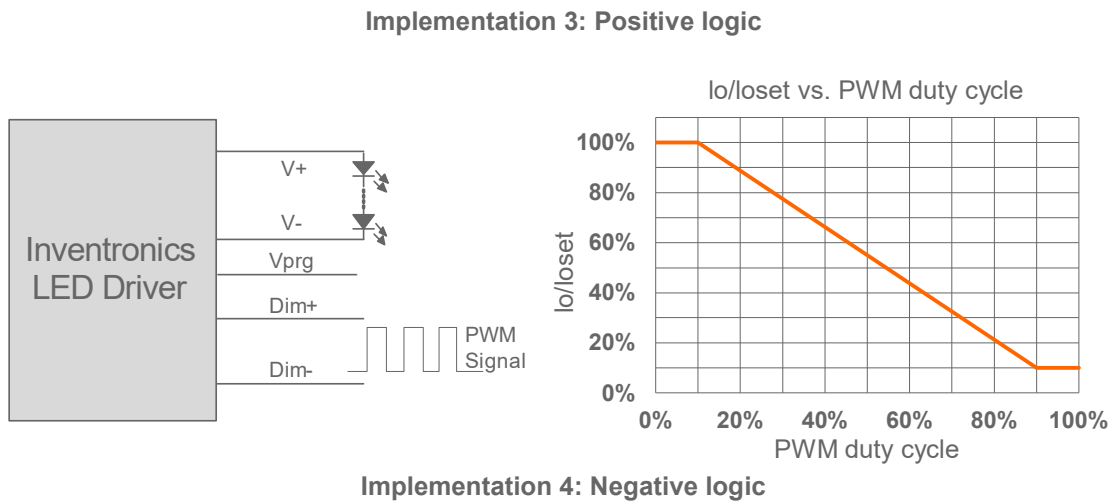 Implementation 3: Positive logic
Io/Ioset vs. PWM duty cycle
Inventronics
LED Driver
V+
V-
Vprg
Dim+
Dim-
PWM
Signal
Io/Ioset
100%
80%
60%
40%
20%
0%
0% 20% 40% 60% 80% 100%
PWM duty cycle
Implementation 4: Negative logic